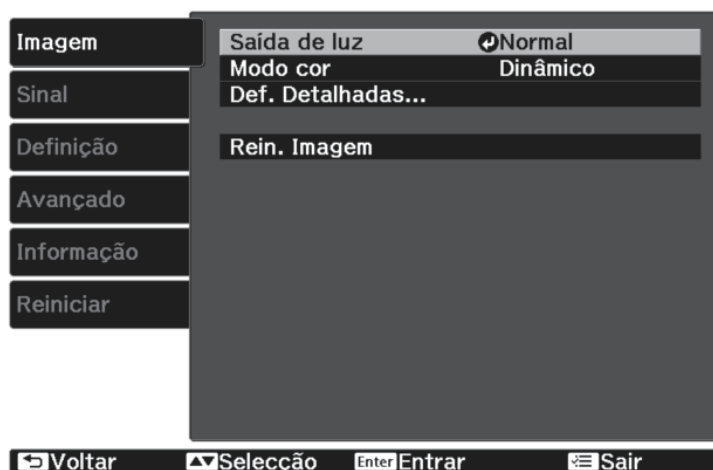 Imagem
Sinal
Definição
Avançado
Informação
Reiniciar
Saída de luz Normal
Modo cor Dinâmico
Def. Detalhadas...
Rein. Imagem
Voltar Selecção Enter Entrar Sair